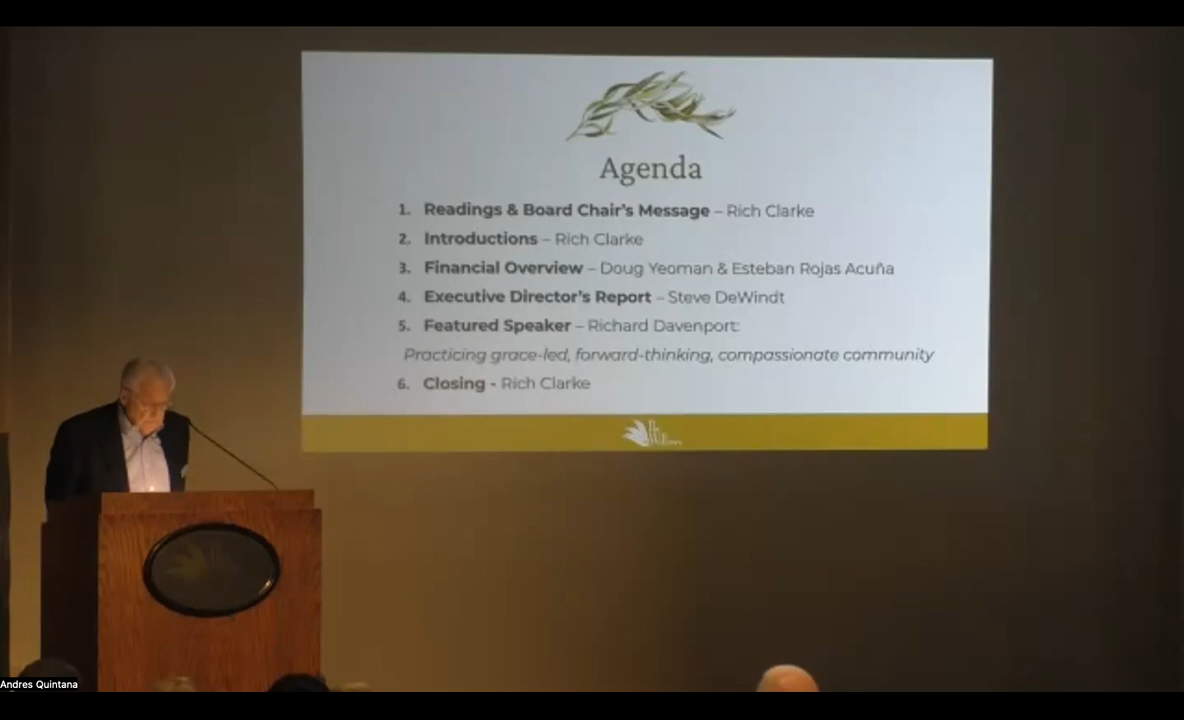 Agenda
1. Readings & Board Chair's Message – Rich Clarke
2. Introductions – Rich Clarke
3. Financial Overview – Doug Yeoman & Esteban Rojas Acuña
4. Executive Director's Report – Steve DeWindt
5. Featured Speaker – Richard Davenport:
Practicing grace-led, forward-thinking, compassionate community
6. Closing - Rich Clarke
The
Willows
Andres Quintana